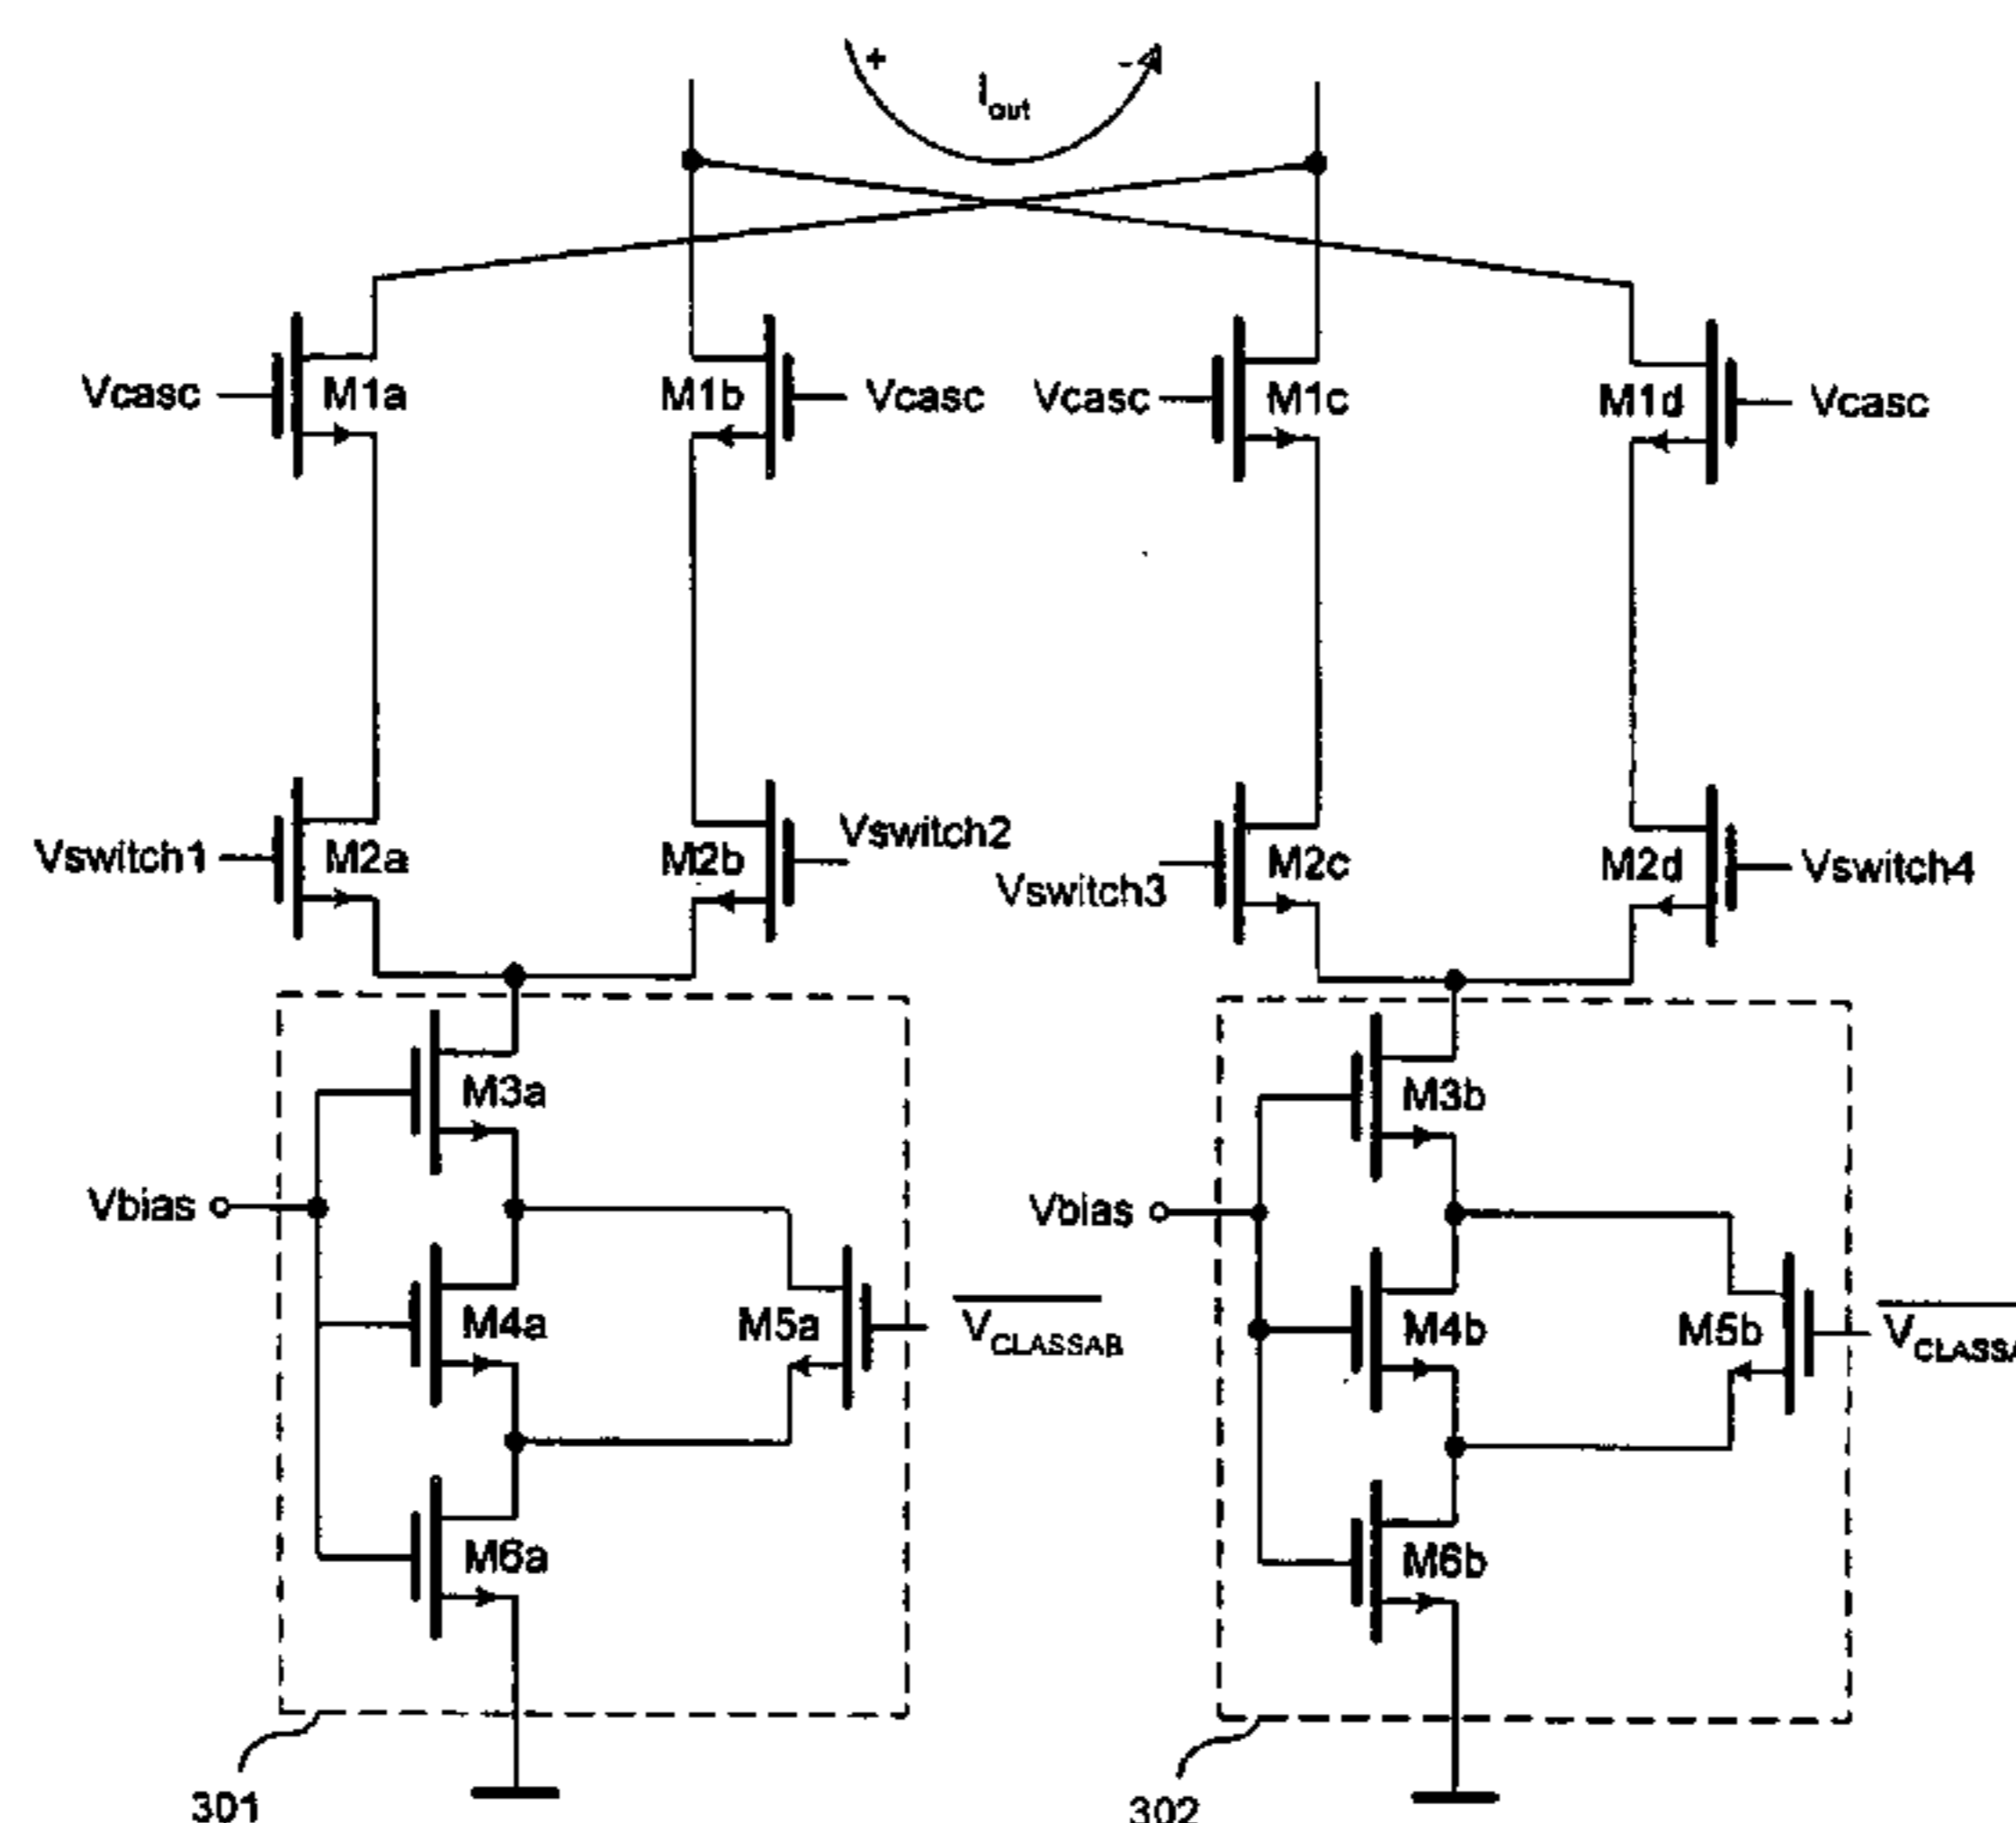 + -
Iout
Vcasc M1a M1b Vcasc Vcasc M1c M1d Vcasc
Vswitch1 M2a M2b Vswitch2 Vswitch3 M2c M2d Vswitch4
M3a M3b
Vbias Vbias
M4a M5a VCLASSAB M4b M5b VCLASSA
M6a M6b
301 302